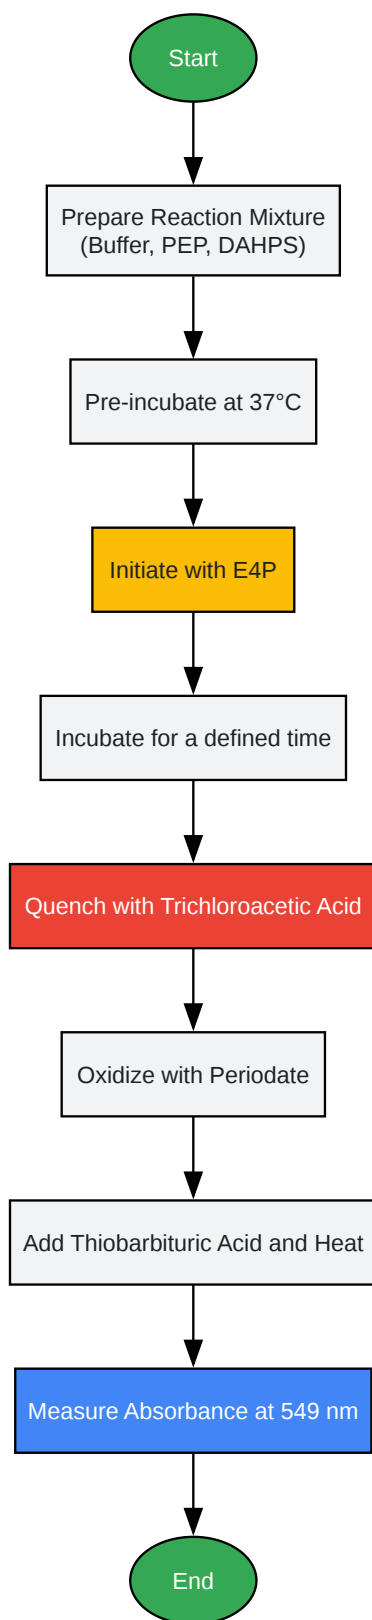 Start
Prepare Reaction Mixture
(Buffer, PEP, DAHPS)
Pre-incubate at 37°C
Initiate with E4P
Incubate for a defined time
Quench with Trichloroacetic Acid
Oxidize with Periodate
Add Thiobarbituric Acid and Heat
Measure Absorbance at 549 nm
End